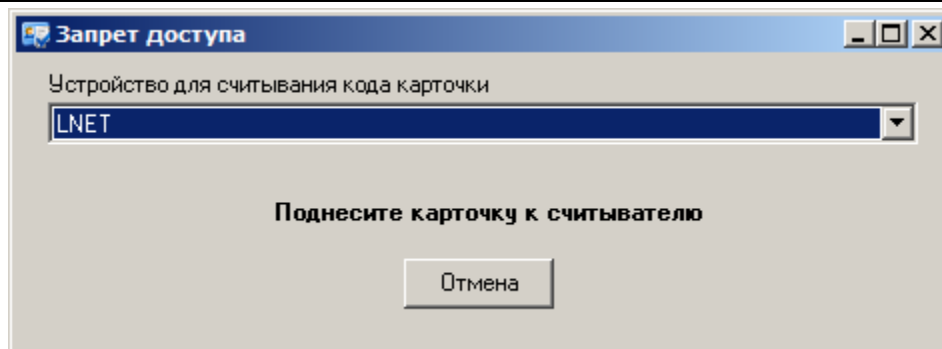 Запрет доступа
Устройство для считывания кода карточки
LNET
Поднесите карточку к считывателю
Отмена